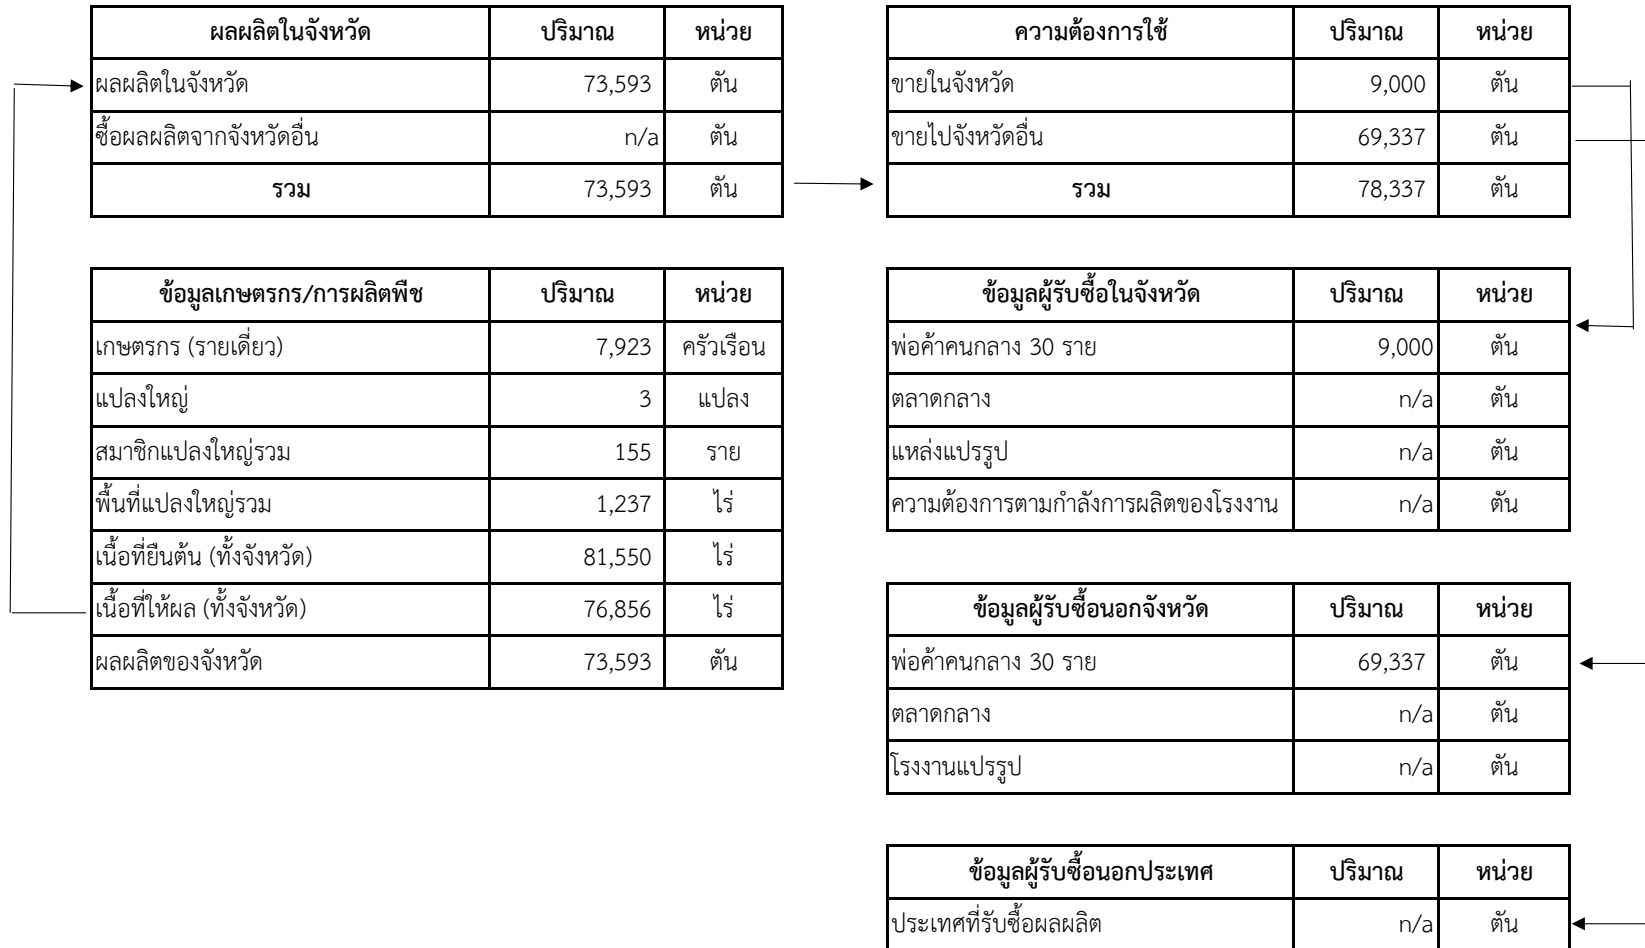 ผลผลิตในจังหวัด ปริมาณ หน่วย
ผลผลิตในจังหวัด 73,593 ตัน
ซื้อผลผลิตจากจังหวัดอื่น n/a ตัน
รวม 73,593 ตัน
ข้อมูลเกษตรกร/การผลิตพืช ปริมาณ หน่วย
เกษตรกร (รายเดี่ยว) 7,923 ครัวเรือน
แปลงใหญ่ 3 แปลง
สมาชิกแปลงใหญ่รวม 155 ราย
พื้นที่แปลงใหญ่รวม 1,237 ไร่
เนื้อที่ยืนต้น (ทั้งจังหวัด) 81,550 ไร่
เนื้อที่ให้ผล (ทั้งจังหวัด) 76,856 ไร่
ผลผลิตของจังหวัด 73,593 ตัน
ความต้องการใช้ ปริมาณ หน่วย
ขายในจังหวัด 9,000 ตัน
ขายไปจังหวัดอื่น 69,337 ตัน
รวม 78,337 ตัน
ข้อมูลผู้รับซื้อในจังหวัด ปริมาณ หน่วย
พ่อค้าคนกลาง 30 ราย 9,000 ตัน
ตลาดกลาง n/a ตัน
แหล่งแปรรูป n/a ตัน
ความต้องการตามกำลังการผลิตของโรงงาน n/a ตัน
ข้อมูลผู้รับซื้อนอกจังหวัด ปริมาณ หน่วย
พ่อค้าคนกลาง 30 ราย 69,337 ตัน
ตลาดกลาง n/a ตัน
โรงงานแปรรูป n/a ตัน
ข้อมูลผู้รับซื้อนอกประเทศ ปริมาณ หน่วย
ประเทศที่รับซื้อผลผลิต n/a ตัน